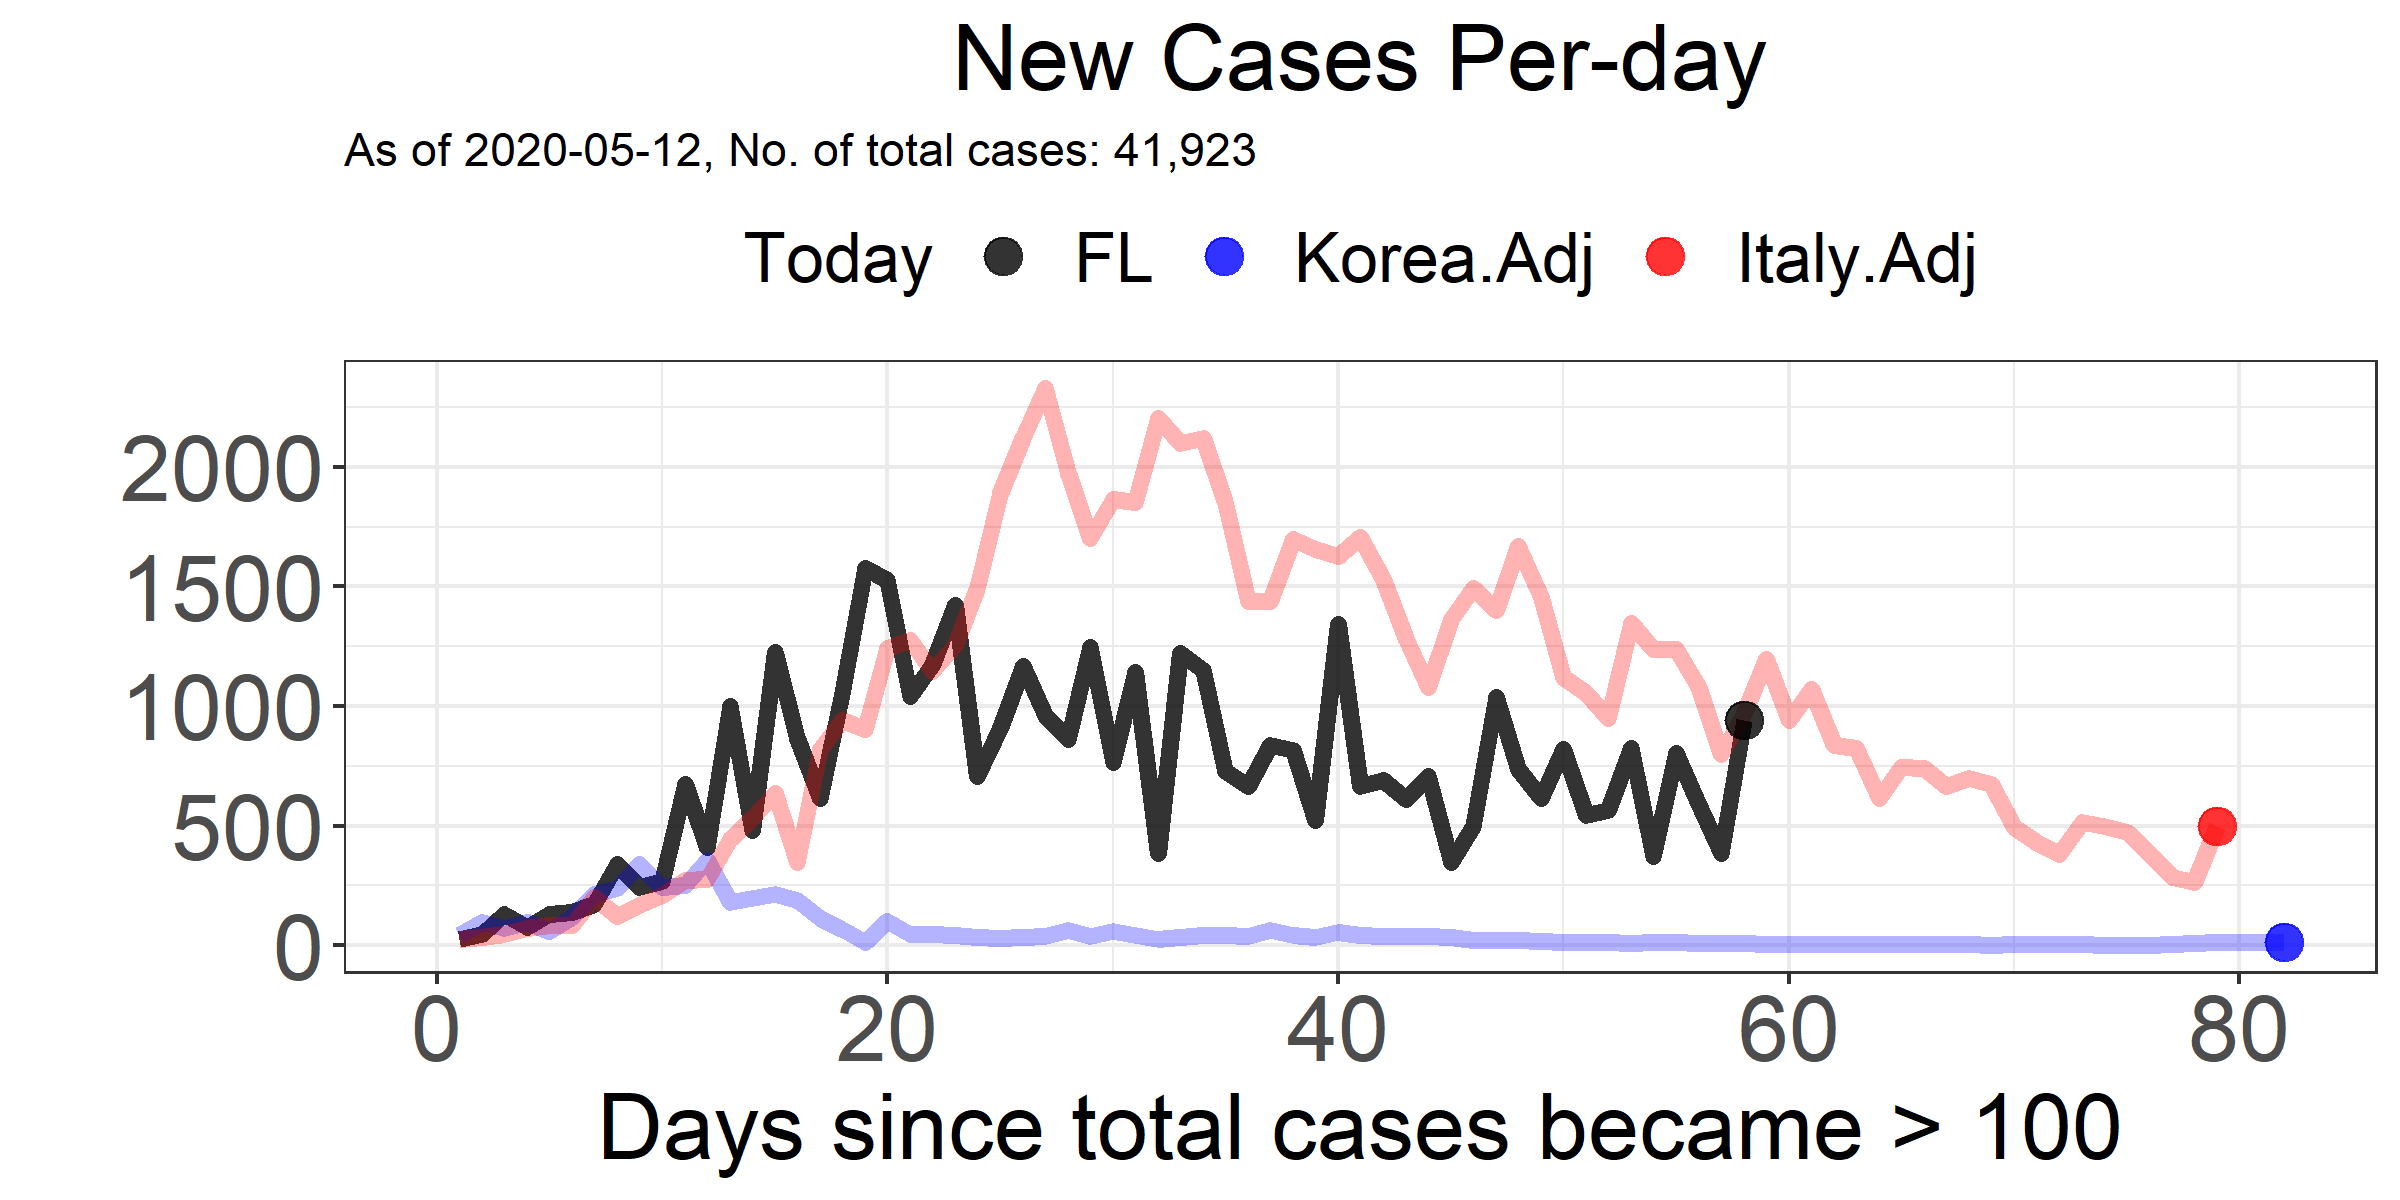 New Cases Per-day
As of 2020-05-12, No. of total cases: 41,923
Today FL Korea.Adj Italy.Adj
2000
1500
1000
500
0
0 20 40 60 80
Days since total cases became > 100